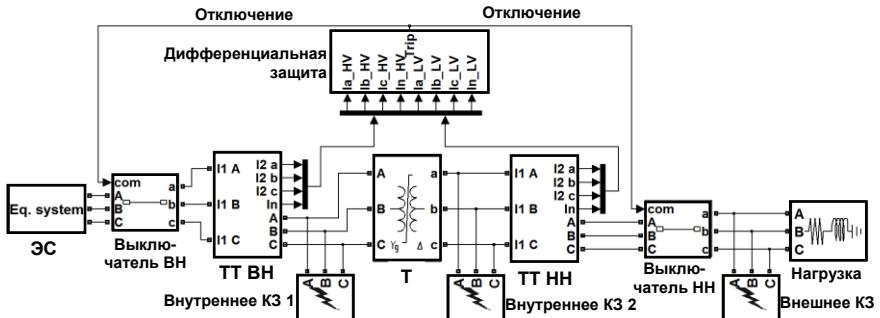 Отключение
Отключение
Дифференциальная
защита
Trip
Ia_HV
Ib_HV
Ic_HV
In_HV
Ia_LV
Ib_LV
Ic_LV
In_LV
Eq. system
ЭС
com
A
B
C
a
b
c
Выклю-
чатель ВН
I1 A
I1 B
I1 C
I2 a
I2 b
I2 c
In
A
B
C
ТТ ВН
A
B
C
Внутреннее КЗ 1
A
B
C
a
b
c
Yg
Δ
Т
A
B
C
Внутреннее КЗ 2
I1 A
I1 B
I1 C
I2 a
I2 b
I2 c
In
A
B
C
ТТ НН
com
A
B
C
a
b
c
Выклю-
чатель НН
A
B
C
Внешнее КЗ
A
B
C
Нагрузка